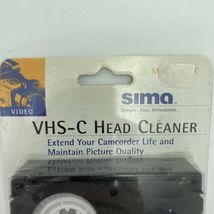 sima
Simple, Fun, Affordable.
VIDEO
VHS-C HEAD CLEANER
Extend Your Camcorder Life and
Maintain Picture Quality